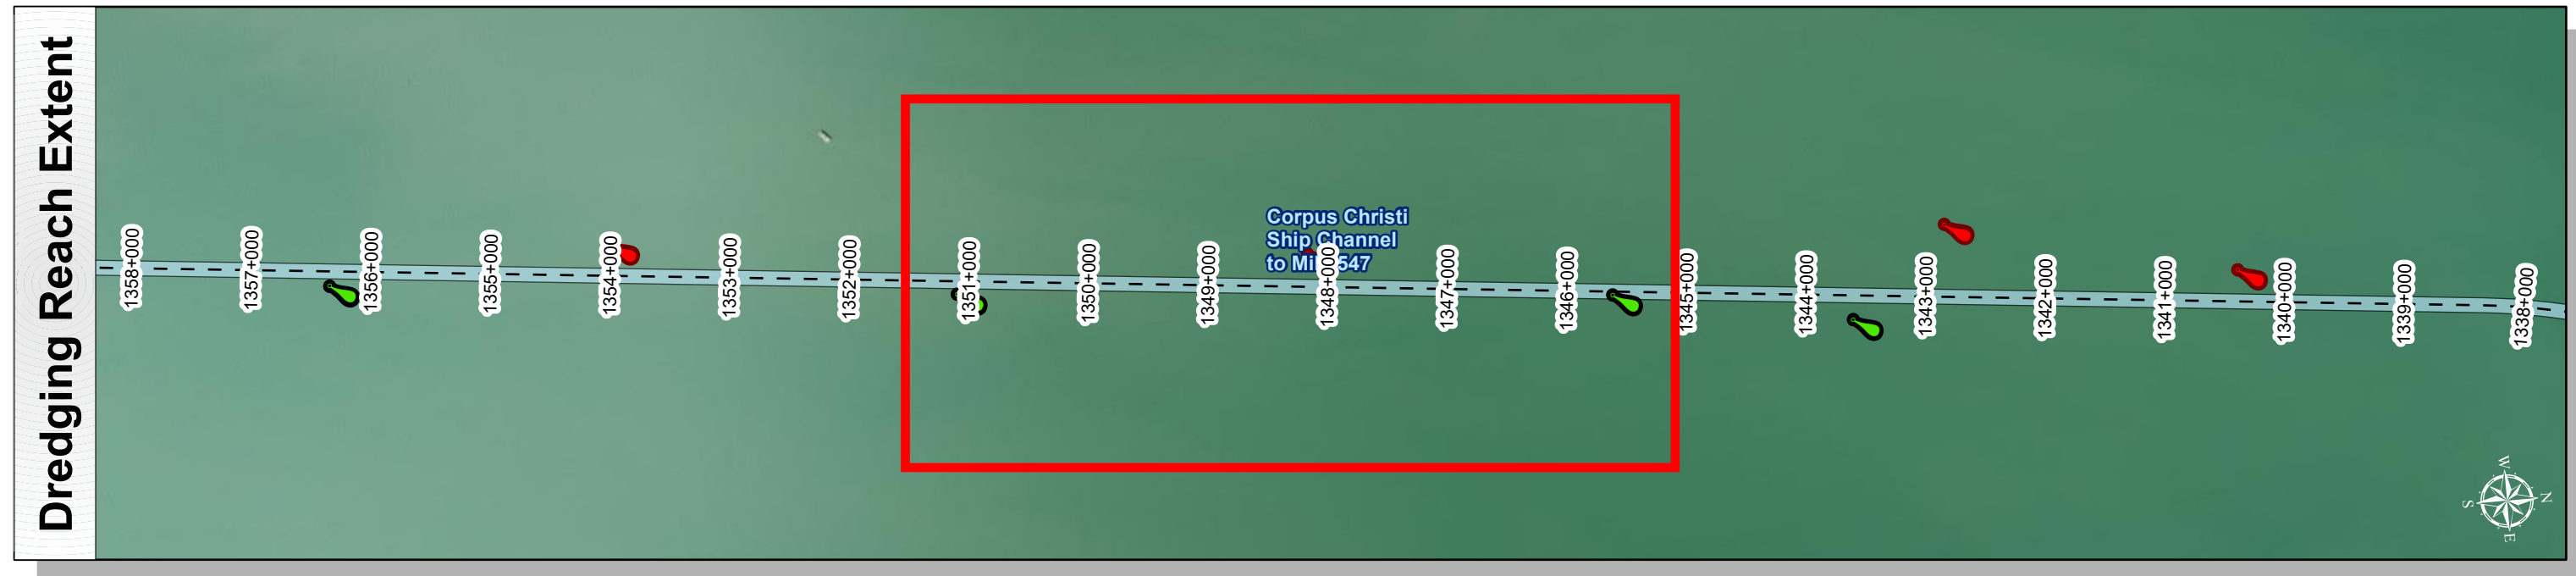 Dredging Reach Extent
1358+000
1357+000
1356+000
1355+000
1354+000
1353+000
1352+000
1351+000
1350+000
1349+000
1348+000
1347+000
1346+000
1345+000
1344+000
1343+000
1342+000
1341+000
1340+000
1339+000
1338+000
Corpus Christi
Ship Channel
to Mile 547
W
N
S
E